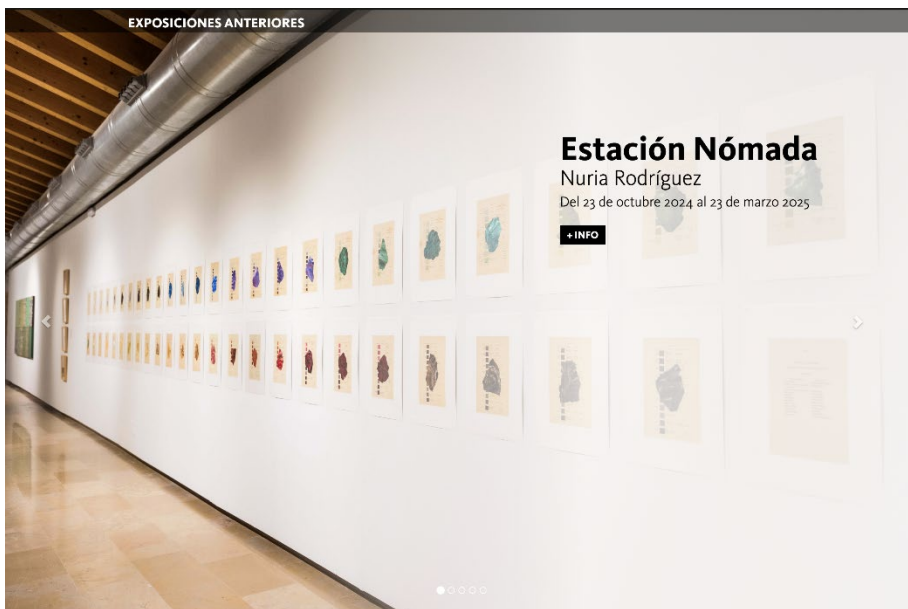 EXPOSICIONES ANTERIORES
Estación Nómada
Nuria Rodríguez
Del 23 de octubre 2024 al 23 de marzo 2025
+ INFO